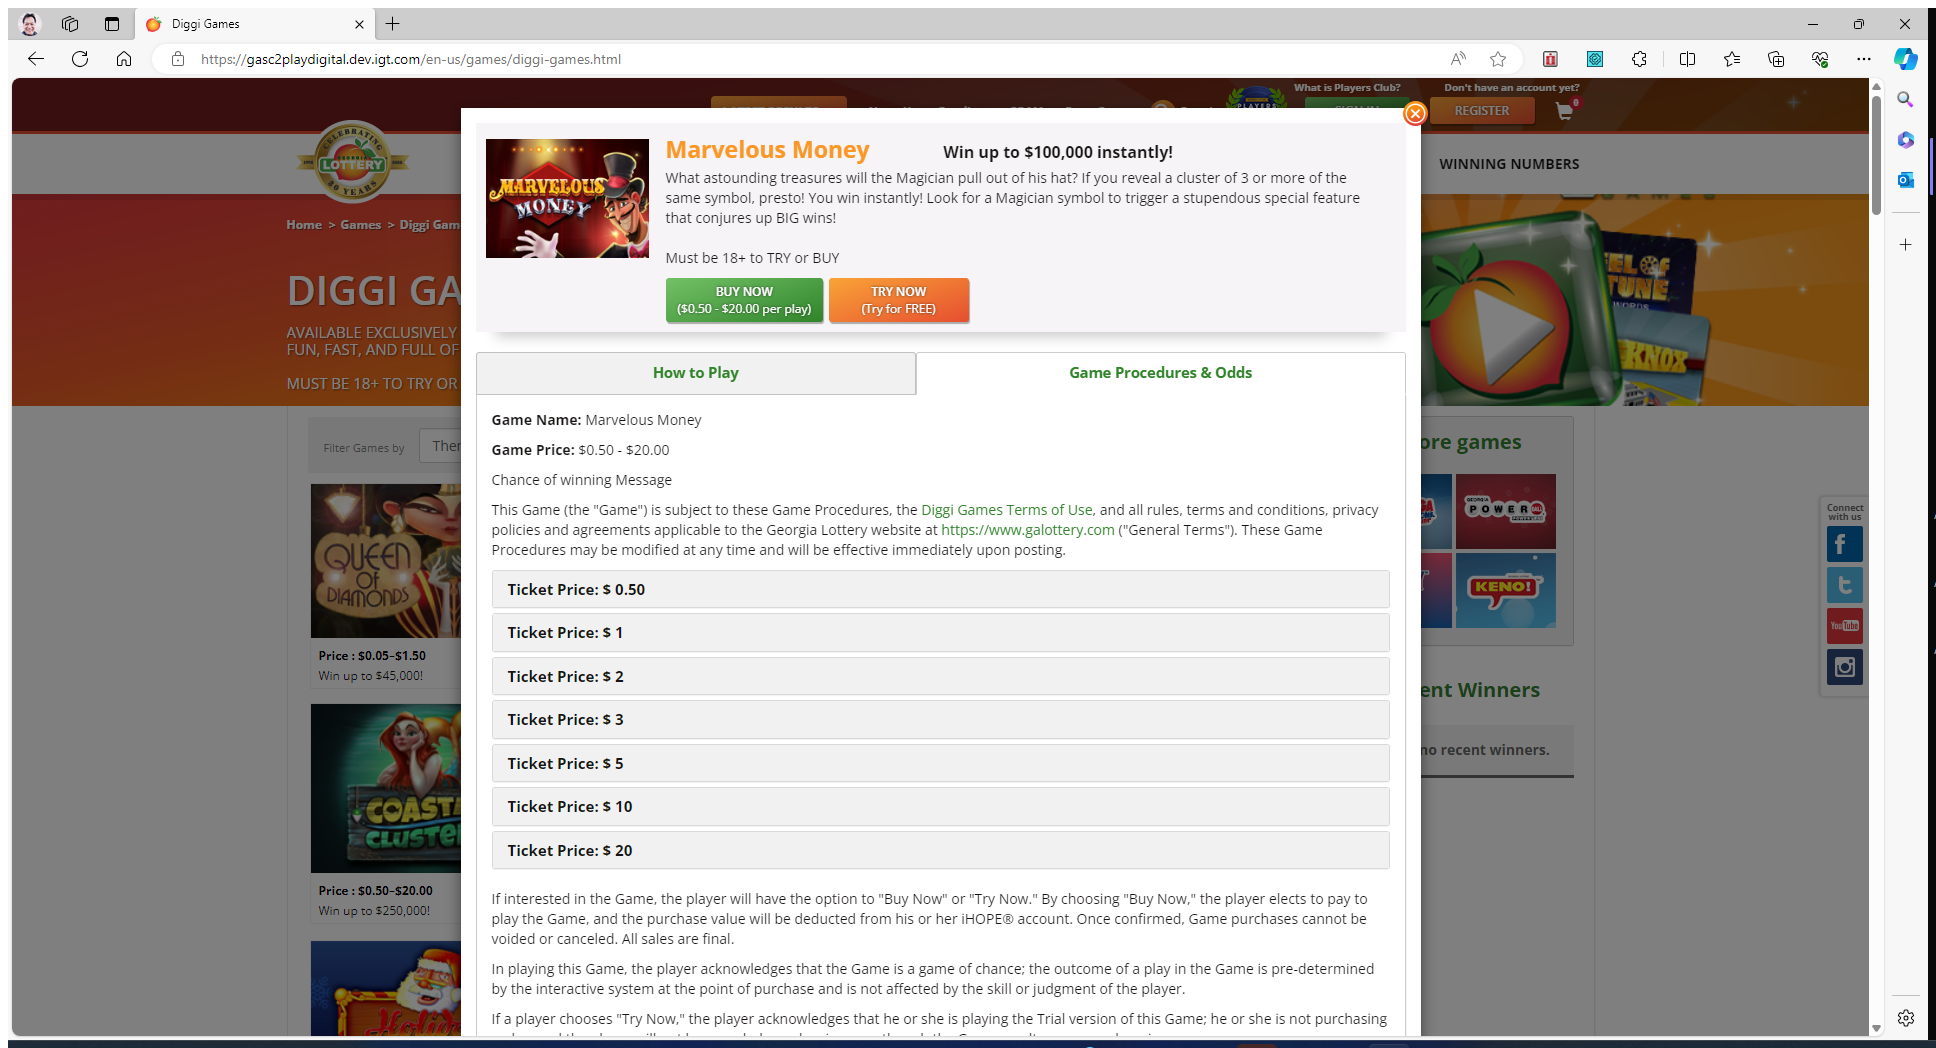 Diggi Games
https://gasc2playdigital.dev.igt.com/en-us/games/diggi-games.html
What is Players Club?
Don't have an account yet?
PLAYERS
REGISTER
0
CELEBRATING
LOTTERY
30 YEARS
WINNING NUMBERS
Home > Games > Diggi Gam
DIGGI GA
AVAILABLE EXCLUSIVELY
FUN, FAST, AND FULL OF
MUST BE 18+ TO TRY OR
GAMES
KNOX
MARVELOUS
MONEY
Marvelous Money
Win up to $100,000 instantly!
What astounding treasures will the Magician pull out of his hat? If you reveal a cluster of 3 or more of the
same symbol, presto! You win instantly! Look for a Magician symbol to trigger a stupendous special feature
that conjures up BIG wins!
Must be 18+ to TRY or BUY
BUY NOW
($0.50 - $20.00 per play)
TRY NOW
(Try for FREE)
How to Play
Game Procedures & Odds
Game Name: Marvelous Money
Game Price: $0.50 - $20.00
Chance of winning Message
This Game (the "Game") is subject to these Game Procedures, the Diggi Games Terms of Use, and all rules, terms and conditions, privacy
policies and agreements applicable to the Georgia Lottery website at https://www.galottery.com ("General Terms"). These Game
Procedures may be modified at any time and will be effective immediately upon posting.
Ticket Price: $ 0.50
Ticket Price: $ 1
Ticket Price: $ 2
Ticket Price: $ 3
Ticket Price: $ 5
Ticket Price: $ 10
Ticket Price: $ 20
If interested in the Game, the player will have the option to "Buy Now" or "Try Now." By choosing "Buy Now," the player elects to pay to
play the Game, and the purchase value will be deducted from his or her iHOPE® account. Once confirmed, Game purchases cannot be
voided or canceled. All sales are final.
In playing this Game, the player acknowledges that the Game is a game of chance; the outcome of a play in the Game is pre-determined
by the interactive system at the point of purchase and is not affected by the skill or judgment of the player.
If a player chooses "Try Now," the player acknowledges that he or she is playing the Trial version of this Game; he or she is not purchasing
Filter Games by
Ther
QUEEN
OF
DIAMONDS
Price : $0.05-$1.50
Win up to $45,000!
COASTA
CLUSTE
Price : $0.50-$20.00
Win up to $250,000!
Holid
ore games
GEORGIA
POWERBALL
KENO!
ent Winners
no recent winners.
Connect
with us
YouTube